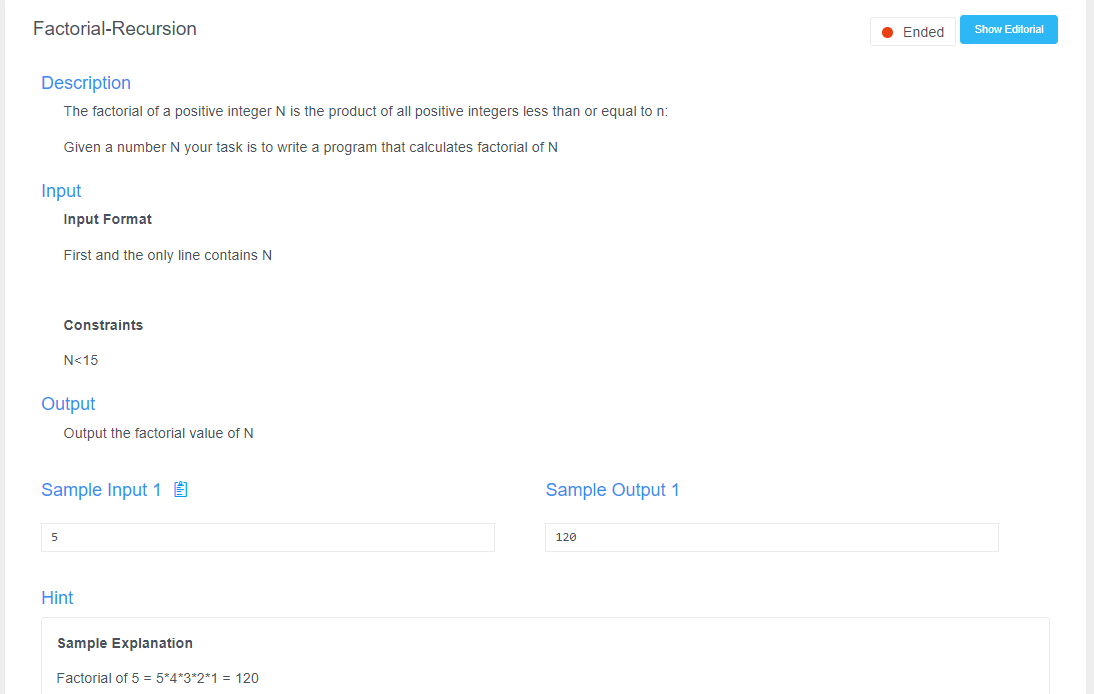 Factorial-Recursion
Ended
Show Editorial
Description
The factorial of a positive integer N is the product of all positive integers less than or equal to n:
Given a number N your task is to write a program that calculates factorial of N
Input
Input Format
First and the only line contains N
Constraints
N<15
Output
Output the factorial value of N
Sample Input 1
Sample Output 1
5
120
Hint
Sample Explanation
Factorial of 5 = 5*4*3*2*1 = 120